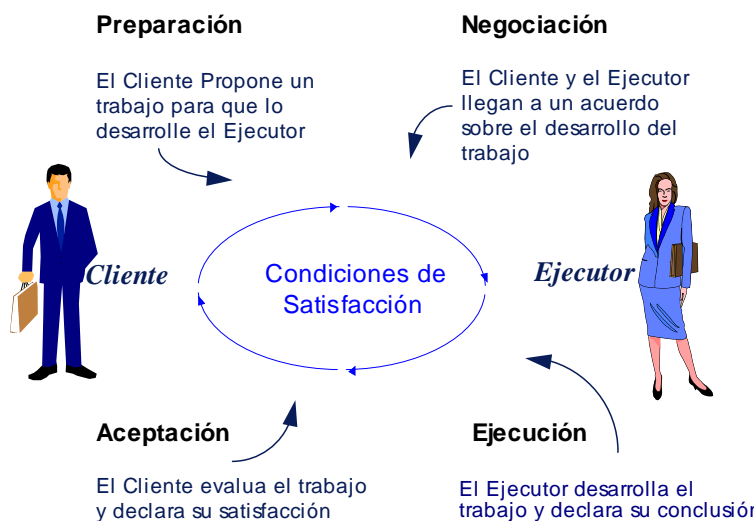 Preparación
El Cliente Propone un
trabajo para que lo
desarrolle el Ejecutor
Negociación
El Cliente y el Ejecutor
llegan a un acuerdo
sobre el desarrollo del
trabajo
Cliente
Condiciones de
Satisfacción
Ejecutor
Aceptación
El Cliente evalua el trabajo
y declara su satisfacción
Ejecución
El Ejecutor desarrolla el
trabajo y declara su conclusión